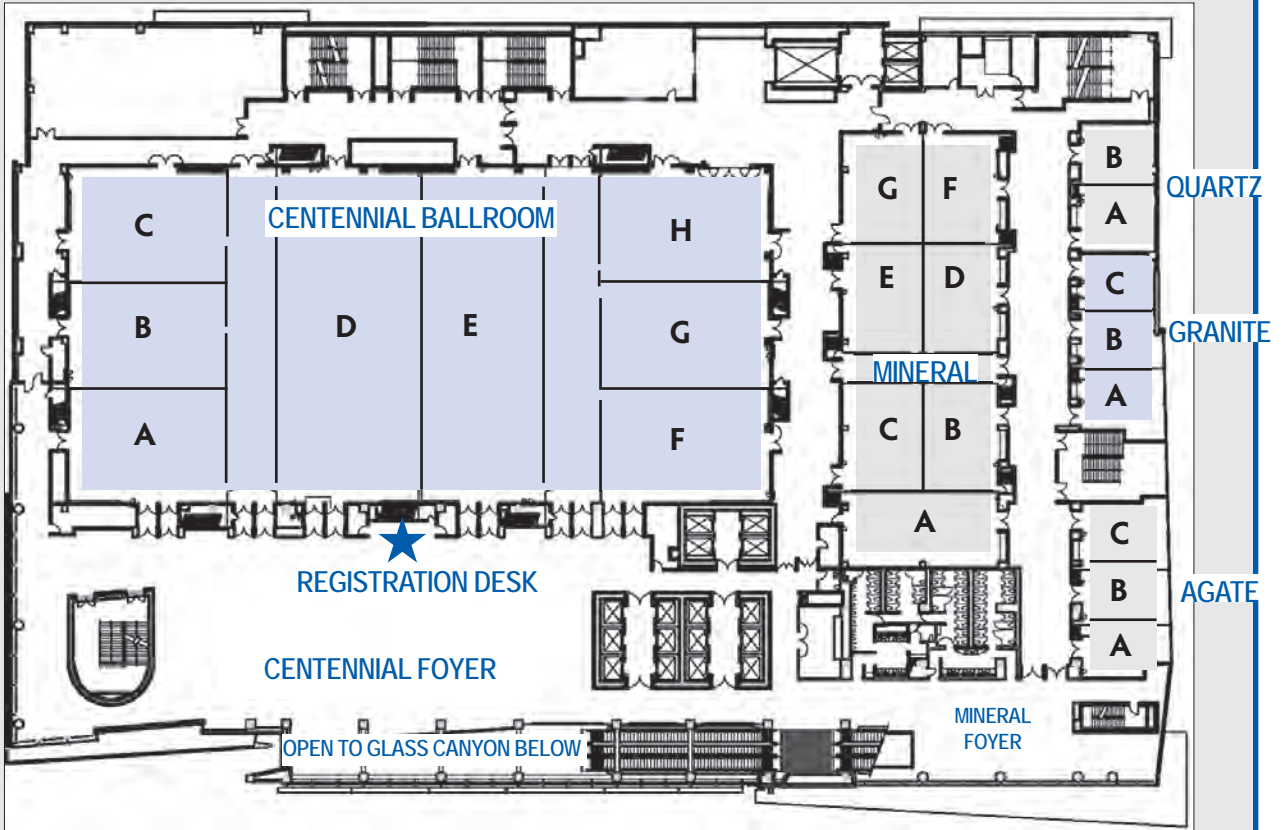 CENTENNIAL BALLROOM
C
B
A
D
E
H
G
F
REGISTRATION DESK
CENTENNIAL FOYER
OPEN TO GLASS CANYON BELOW
G
F
E
D
MINERAL
C
B
A
MINERAL
FOYER
B
A
QUARTZ
C
B
A
GRANITE
C
B
A
AGATE